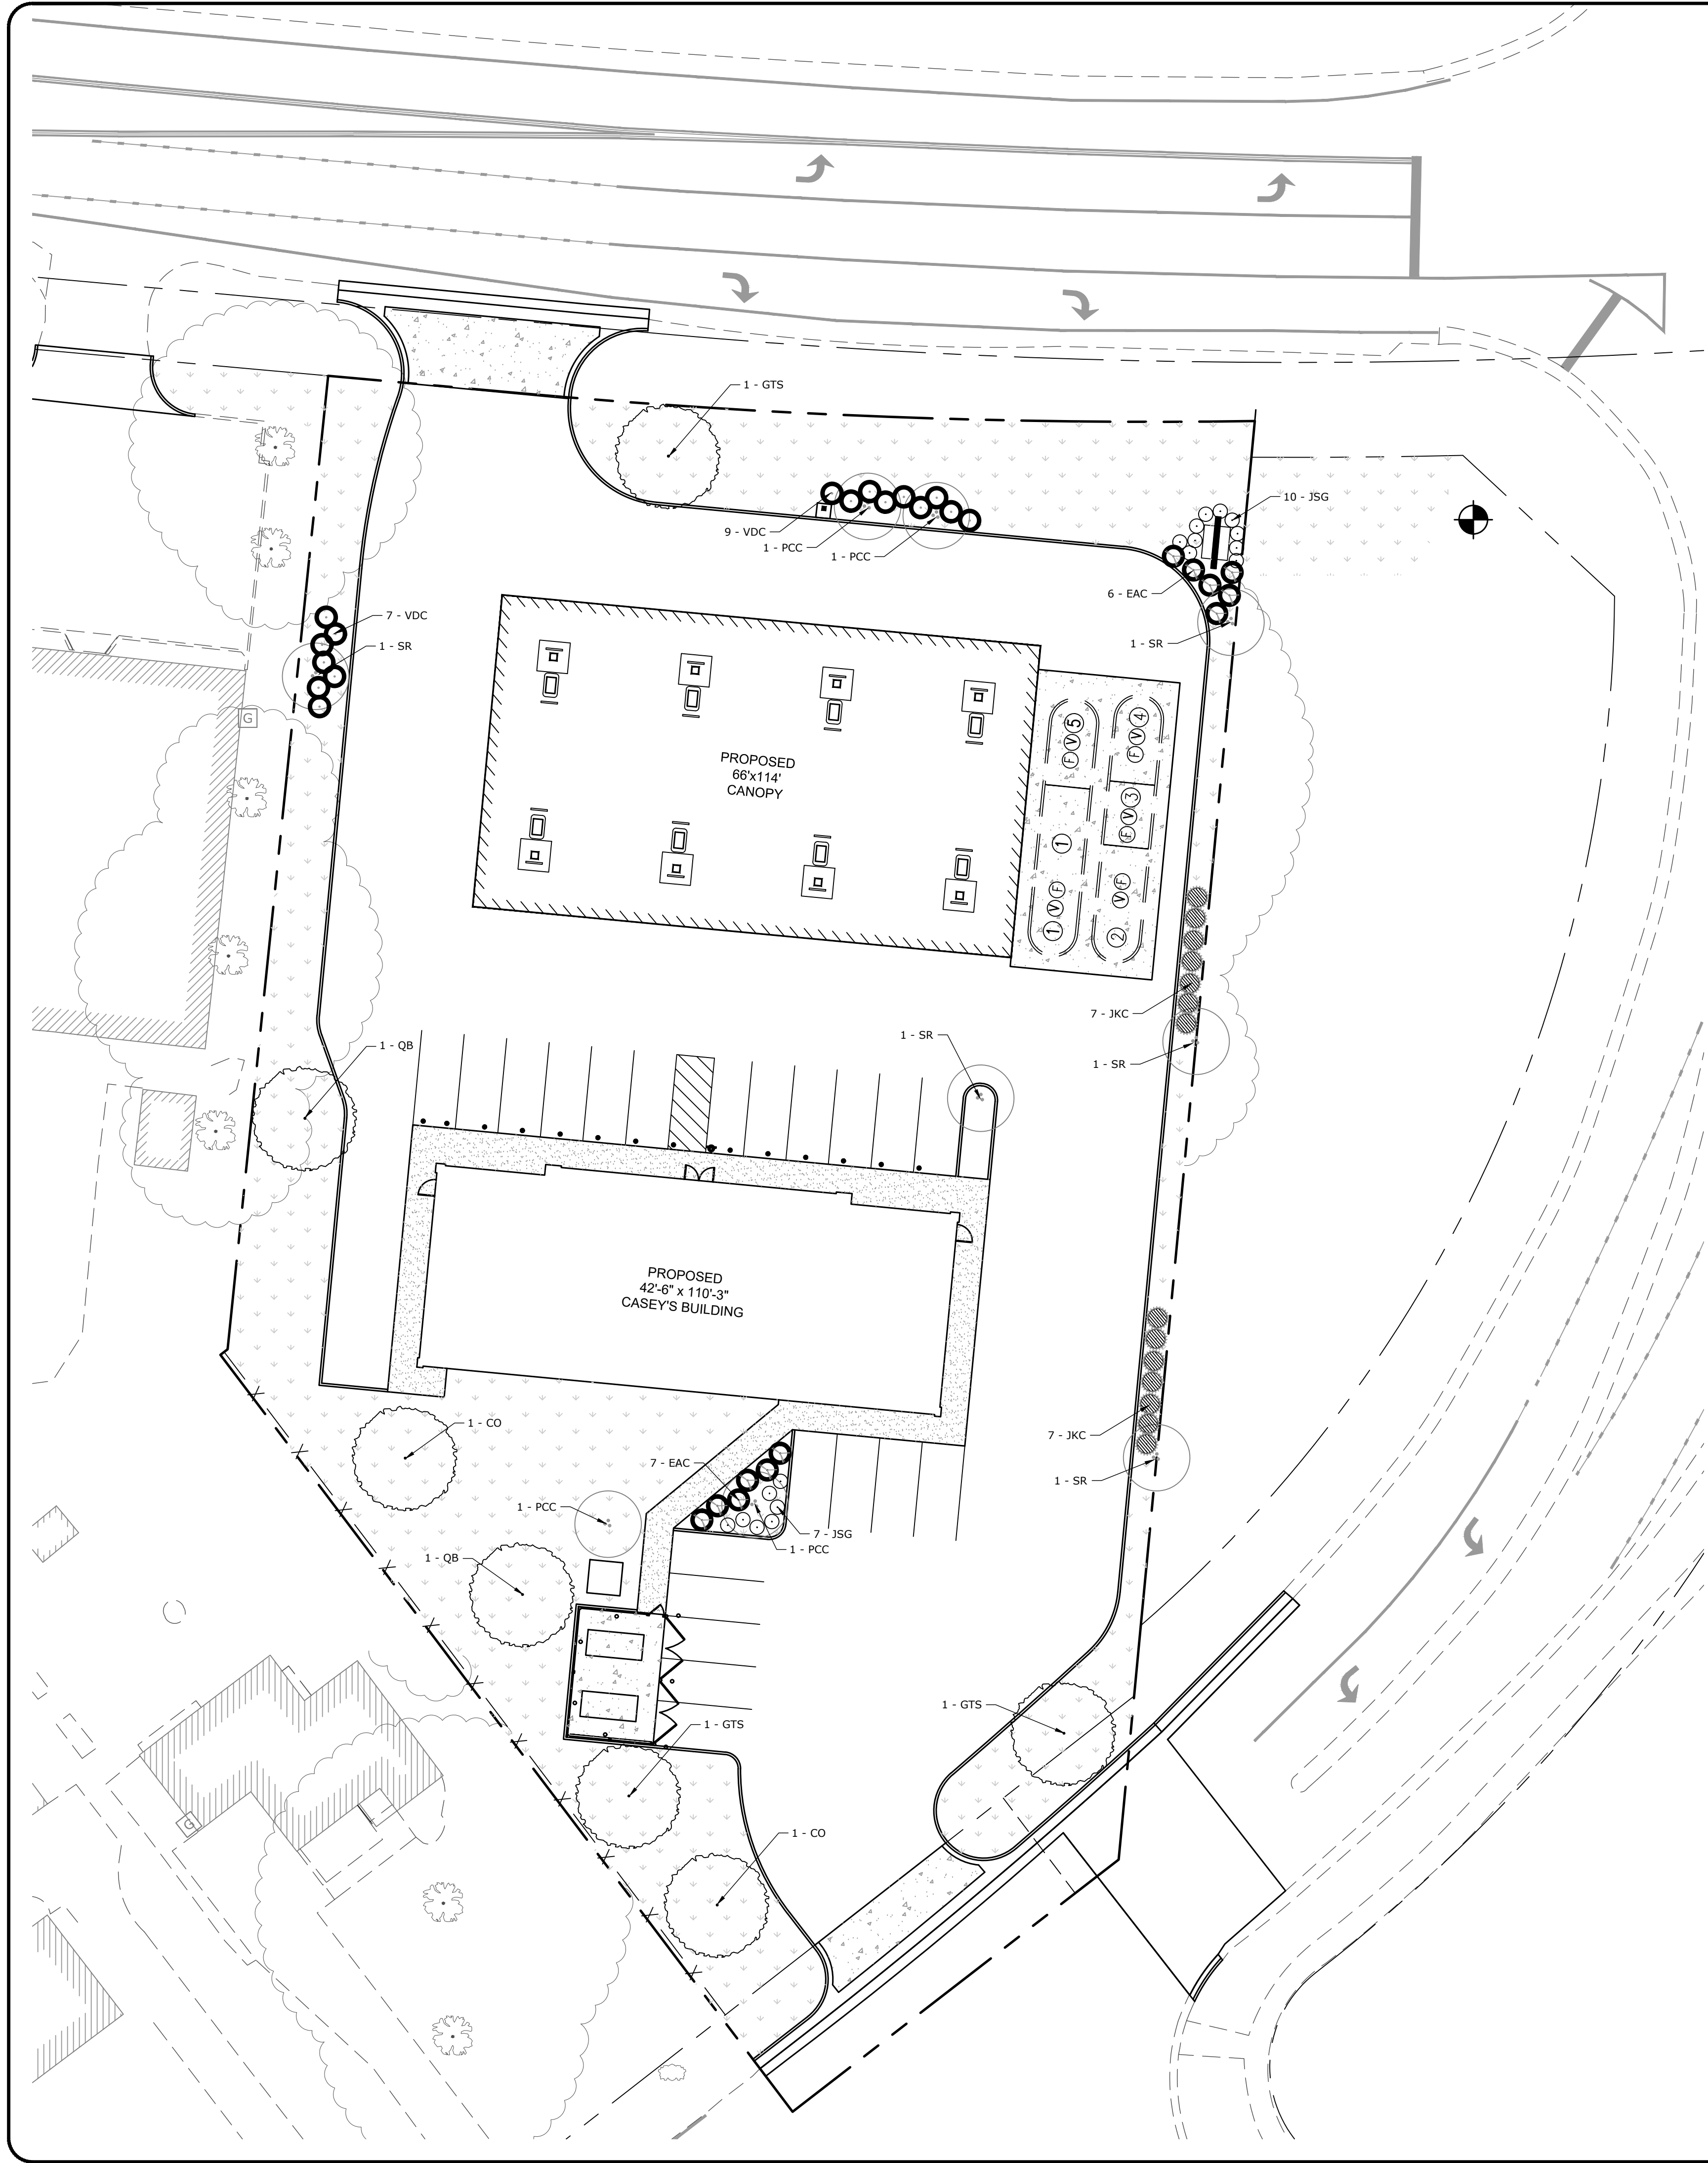 1 - GTS
10 - JSG
9 - VDC
1 - PCC
1 - PCC
6 - EAC
7 - VDC
1 - SR
1 - SR
G
PROPOSED
66'x114'
CANOPY
F V 5
F V 4
F V 3
1
1 V F
V F
2
7 - JKC
1 - SR
1 - SR
1 - QB
PROPOSED
42'-6" x 110'-3"
CASEY'S BUILDING
1 - CO
7 - JKC
1 - SR
7 - EAC
1 - PCC
7 - JSG
1 - PCC
1 - QB
1 - GTS
1 - GTS
G
1 - CO